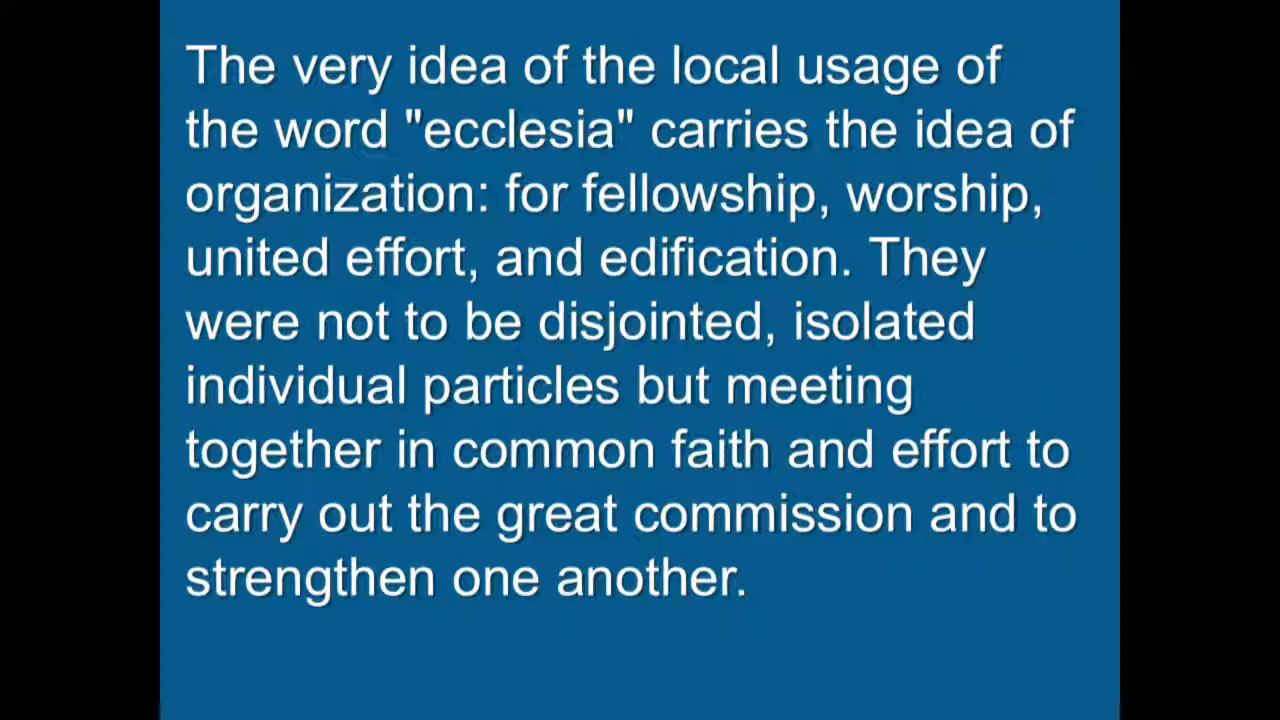 The very idea of the local usage of
the word "ecclesia" carries the idea of
organization: for fellowship, worship,
united effort, and edification. They
were not to be disjointed, isolated
individual particles but meeting
together in common faith and effort to
carry out the great commission and to
strengthen one another.